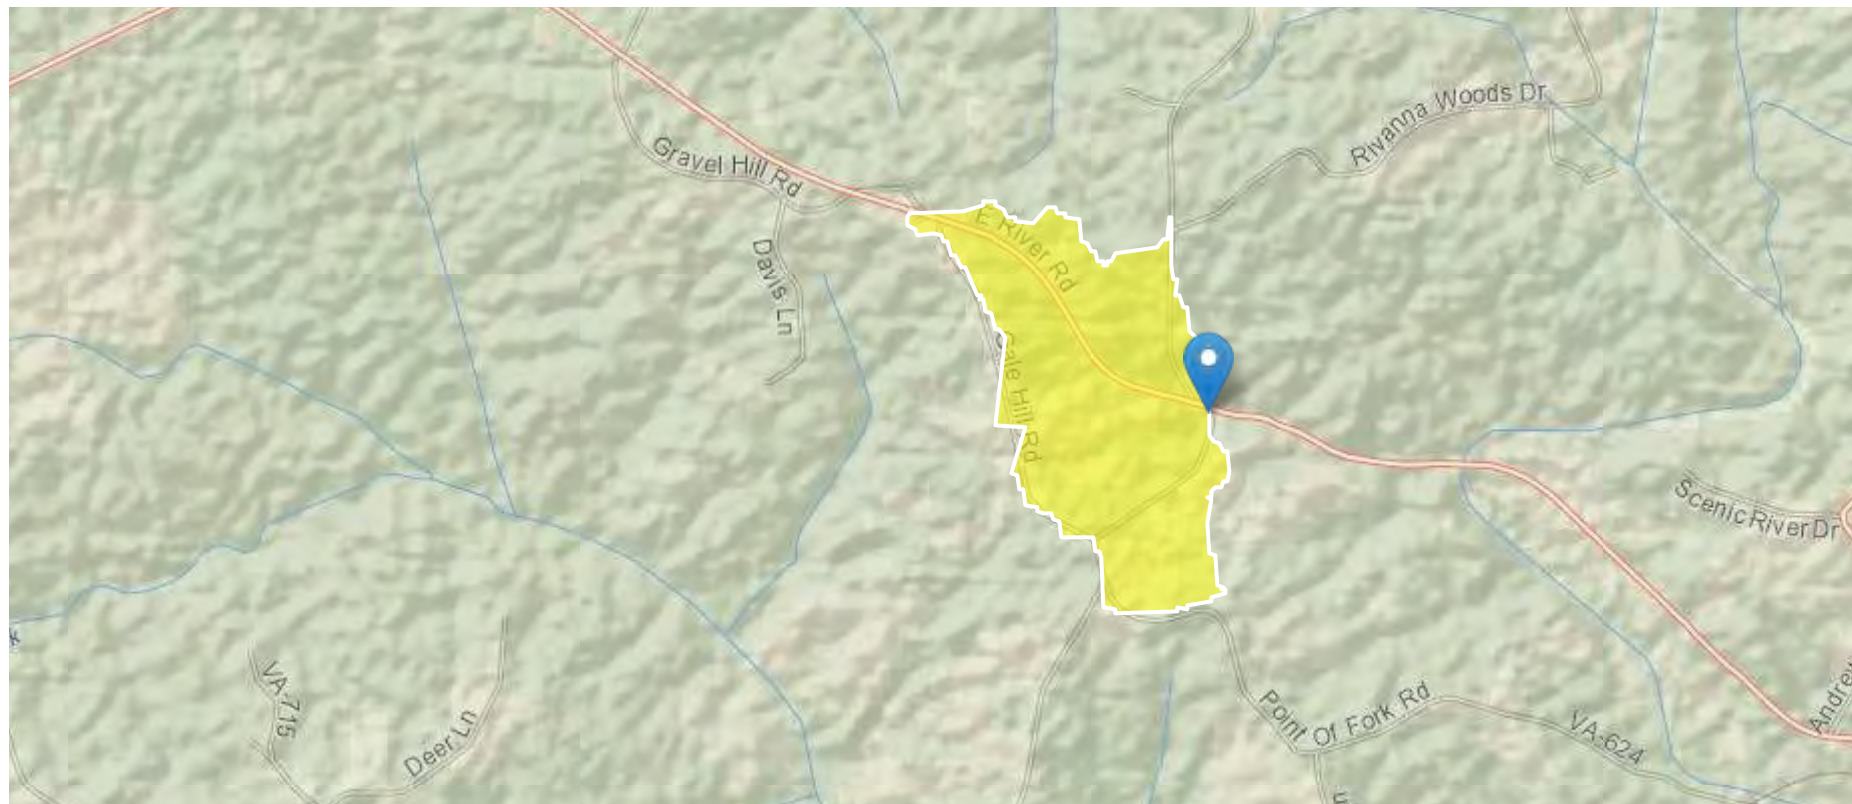 Rivanna Woods Dr
Gravel Hill Rd
E River Rd
Davis Ln
Cale Hill Rd
Scenic River Dr
VA-715
Deer Ln
Point Of Fork Rd
VA-624